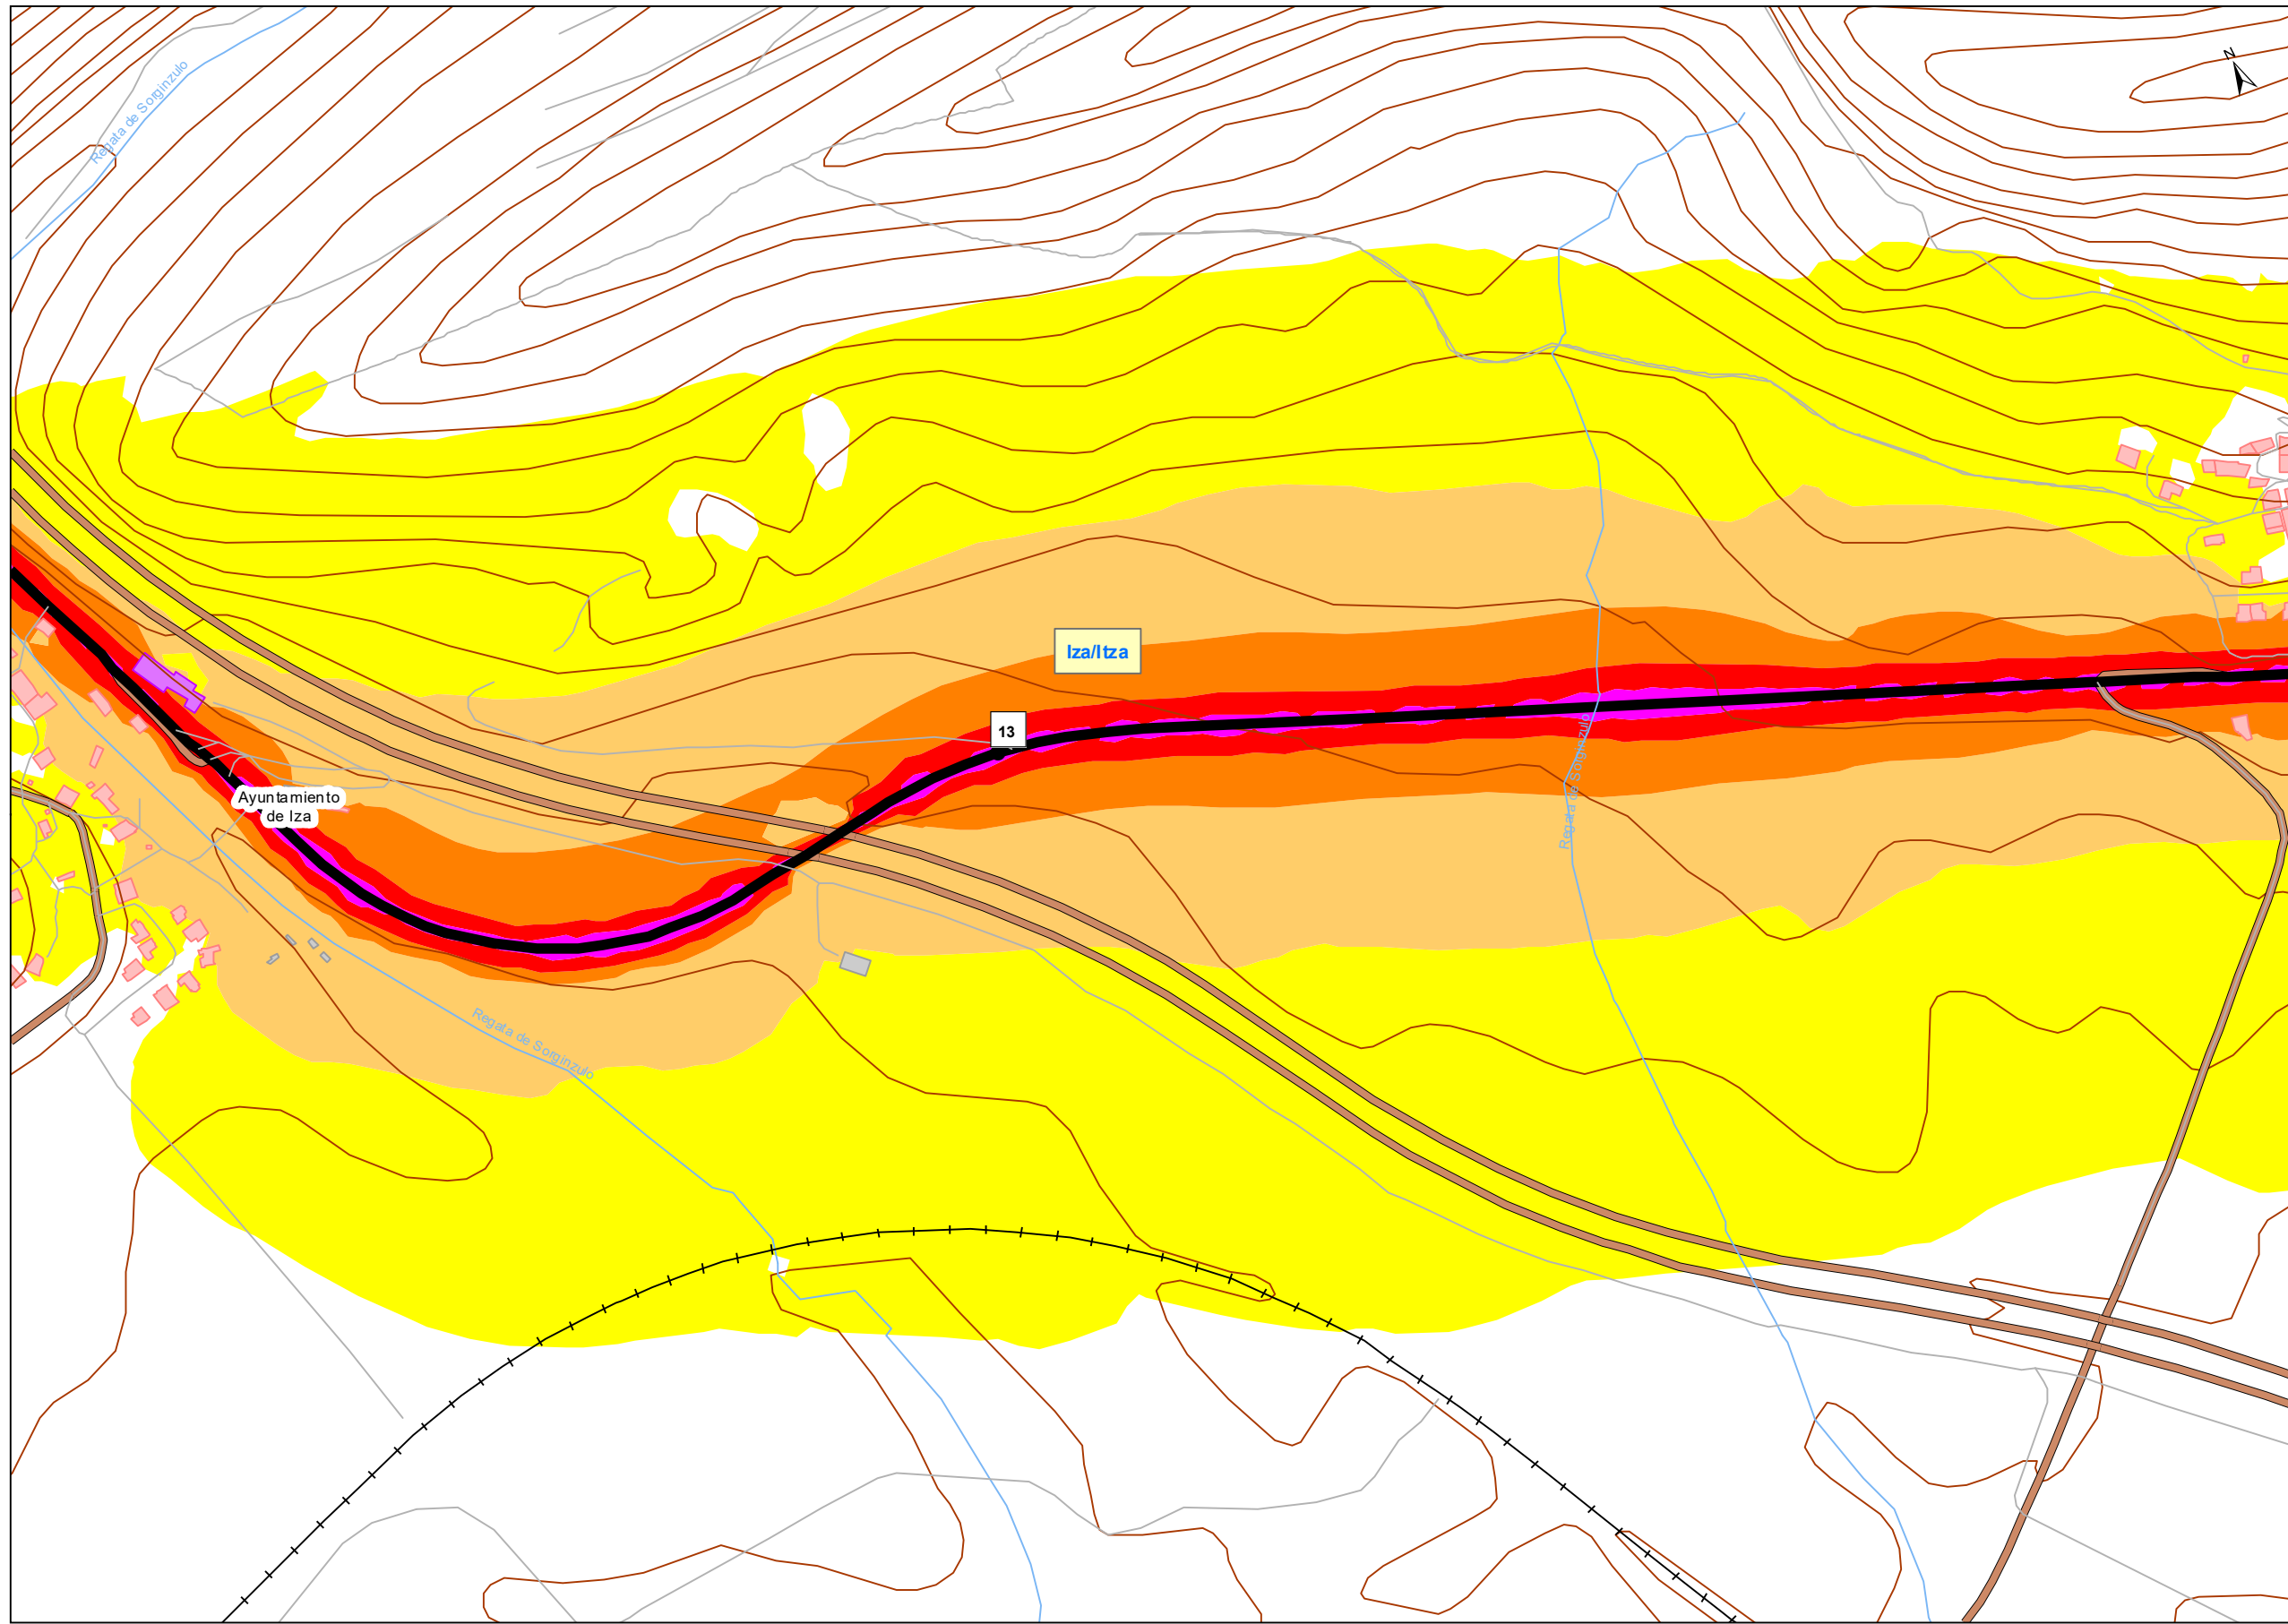 N
Regata de Sorginzulo
Iza/Itza
13
Ayuntamiento
de Iza
Regata de Sorginzulo
Regata de Sorginzulo